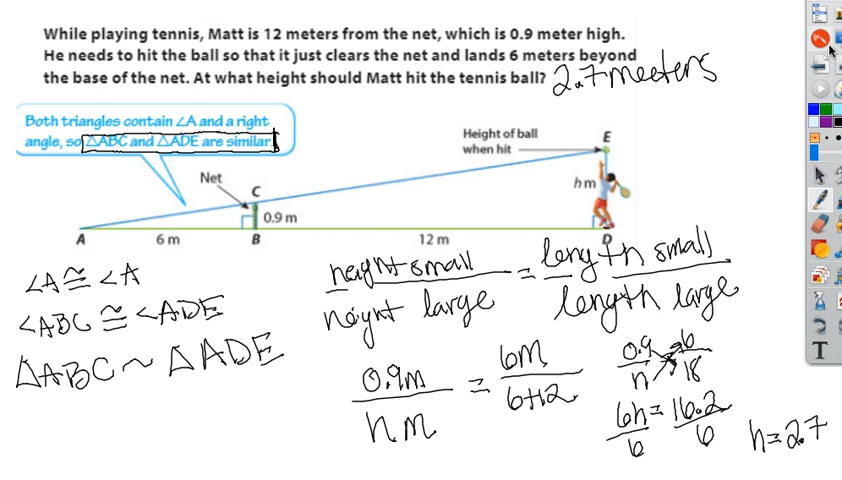 While playing tennis, Matt is 12 meters from the net, which is 0.9 meter high.
He needs to hit the ball so that it just clears the net and lands 6 meters beyond
the base of the net. At what height should Matt hit the tennis ball?
2.7 meters
Both triangles contain ∠A and a right
angle, so △ABC and △ADE are similar.
Height of ball
when hit
E
Net
C
h m
0.9 m
A
6 m
B
12 m
D
∠A ≅ ∠A
∠ABC ≅ ∠ADE
△ABC ~ △ADE
height small = length small
height large length large
0.9m = 6m
h m 6+12
0.9 = 6
h 18
6h = 16.2
6 6
h=2.7
T